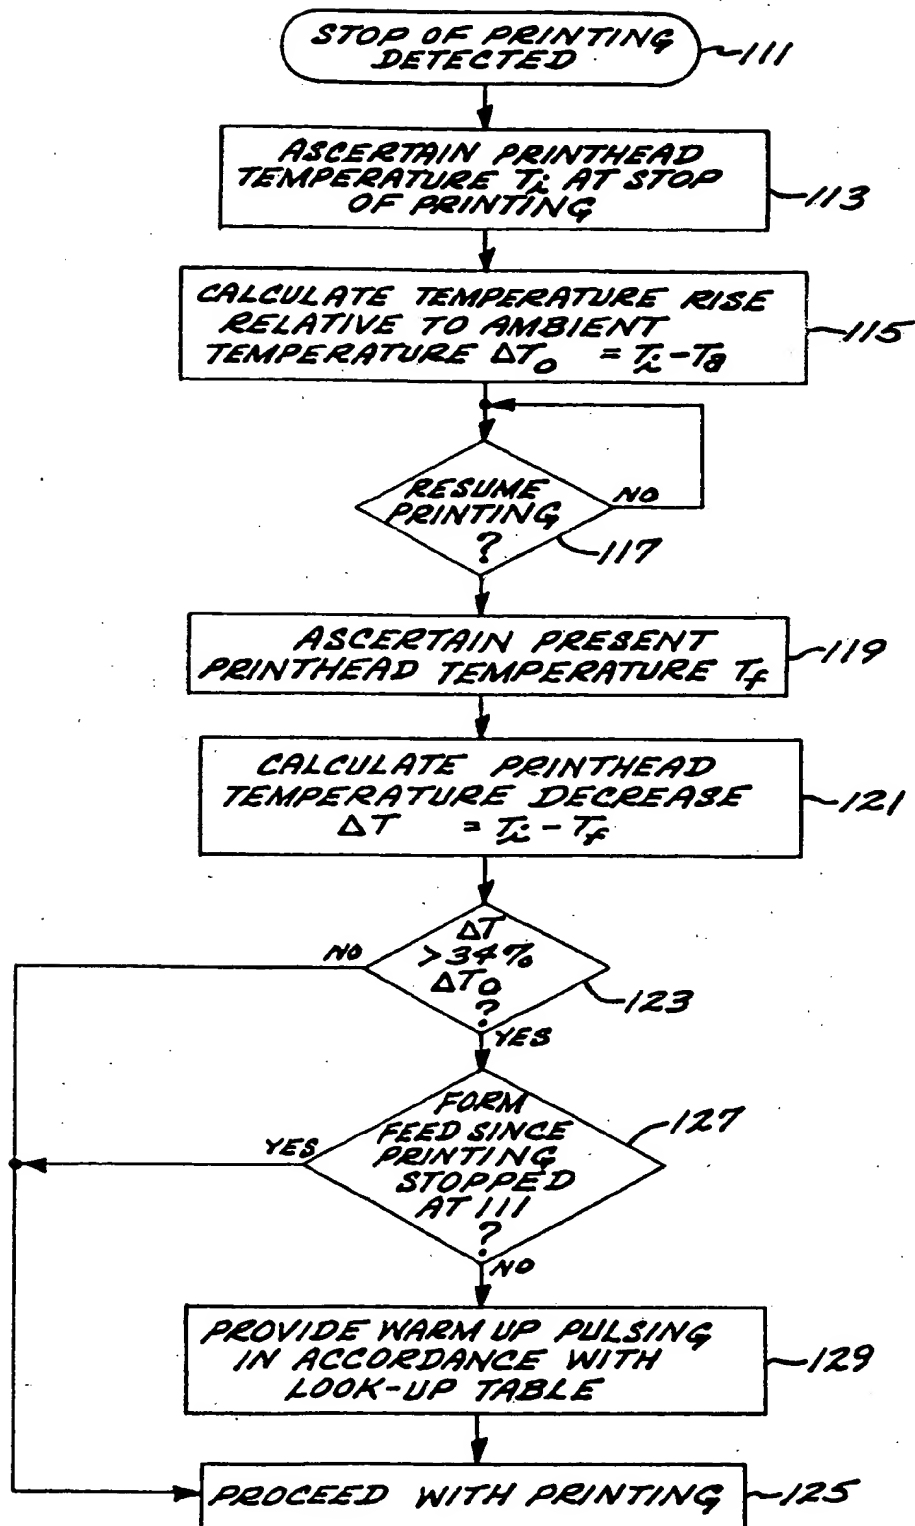 STOP OF PRINTING
DETECTED
111
ASCERTAIN PRINTHEAD
TEMPERATURE Ti AT STOP
OF PRINTING
113
CALCULATE TEMPERATURE RISE
RELATIVE TO AMBIENT
TEMPERATURE ΔT0 = Ti-Ta
115
RESUME
PRINTING
?
NO
117
ASCERTAIN PRESENT
PRINTHEAD TEMPERATURE Tf
119
CALCULATE PRINTHEAD
TEMPERATURE DECREASE
ΔT = Ti-Tf
121
ΔT
>34%
ΔT0
?
NO
123
YES
FORM
FEED SINCE
PRINTING
STOPPED
AT 111
?
127
YES
NO
PROVIDE WARM UP PULSING
IN ACCORDANCE WITH
LOOK-UP TABLE
129
PROCEED WITH PRINTING
125